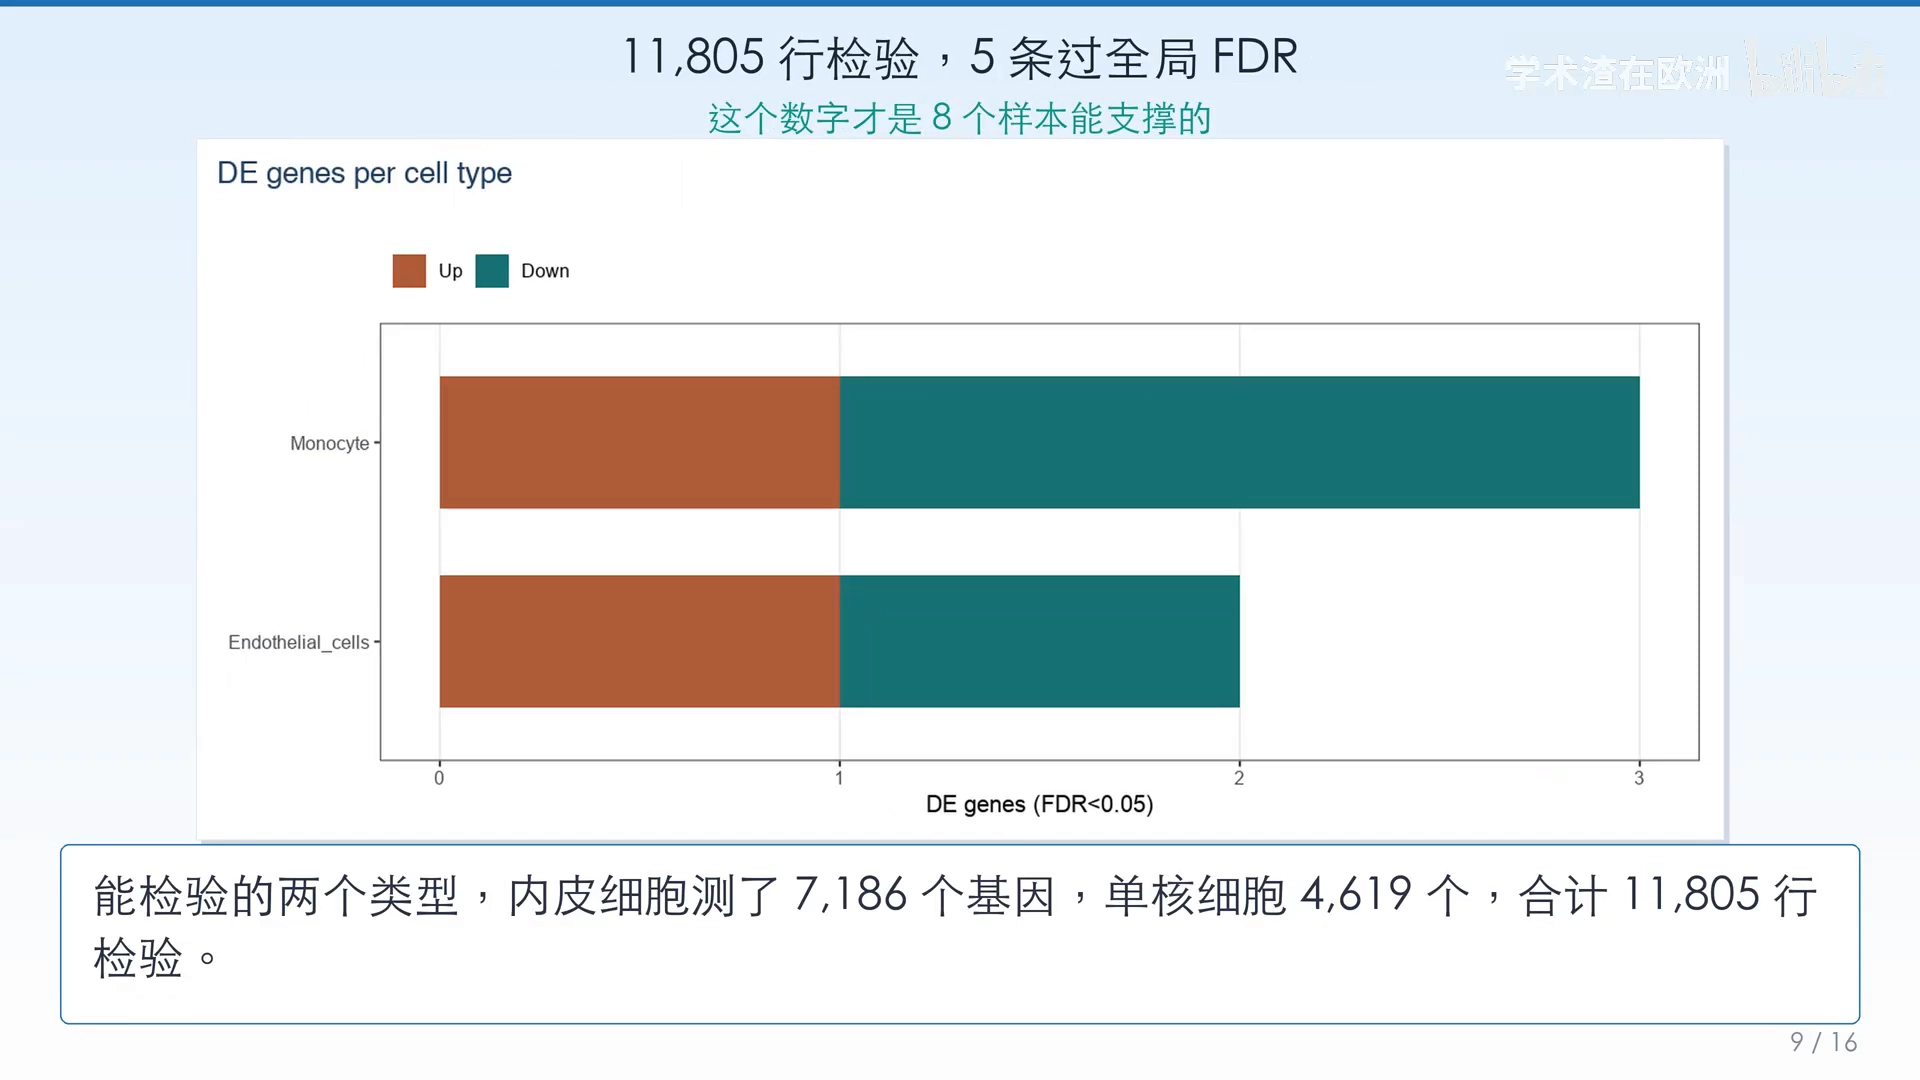 11,805 行检验，5 条过全局 FDR
学术渣在欧洲 bilibili
这个数字才是 8 个样本能支撑的
DE genes per cell type
Up Down
Monocyte
Endothelial_cells
0 1 2 3
DE genes (FDR<0.05)
能检验的两个类型，内皮细胞测了 7,186 个基因，单核细胞 4,619 个，合计 11,805 行
检验。
9 / 16